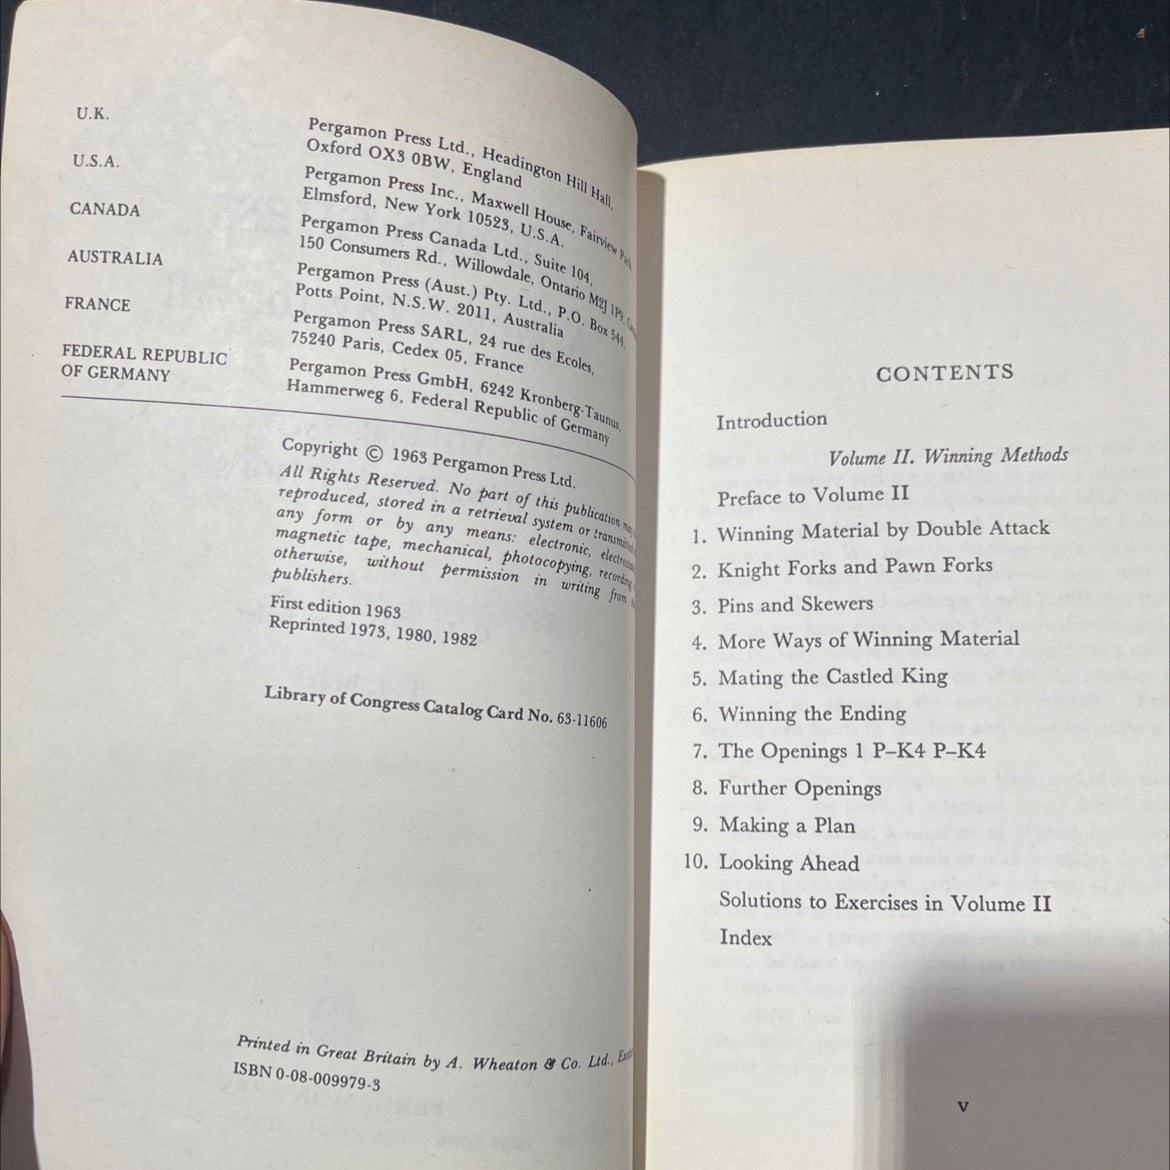 U.K.
Pergamon Press Ltd., Headington Hill Hall,
Oxford OX3 0BW, England
U.S.A.
Pergamon Press Inc., Maxwell House, Fairview Park,
Elmsford, New York 10523, U.S.A.
CANADA
Pergamon Press Canada Ltd., Suite 104,
150 Consumers Rd., Willowdale, Ontario M2J 1P9,
AUSTRALIA
Pergamon Press (Aust.) Pty. Ltd., P.O. Box 544,
Potts Point, N.S.W. 2011, Australia
FRANCE
Pergamon Press SARL, 24 rue des Ecoles,
75240 Paris, Cedex 05, France
FEDERAL REPUBLIC
OF GERMANY
Pergamon Press GmbH, 6242 Kronberg-Taunus,
Hammerweg 6, Federal Republic of Germany
Copyright © 1963 Pergamon Press Ltd.
All Rights Reserved. No part of this publication may
reproduced, stored in a retrieval system or transmitted
any form or by any means: electronic,
magnetic tape, mechanical, photocopying, recording
otherwise, without permission in writing from
publishers.
First edition 1963
Reprinted 1973, 1980, 1982
Library of Congress Catalog Card No. 63-11606
Printed in Great Britain by A. Wheaton & Co. Ltd.,
ISBN 0-08-009979-3
CONTENTS
Introduction
Volume II. Winning Methods
Preface to Volume II
1. Winning Material by Double Attack
2. Knight Forks and Pawn Forks
3. Pins and Skewers
4. More Ways of Winning Material
5. Mating the Castled King
6. Winning the Ending
7. The Openings 1 P–K4 P–K4
8. Further Openings
9. Making a Plan
10. Looking Ahead
Solutions to Exercises in Volume II
Index
v